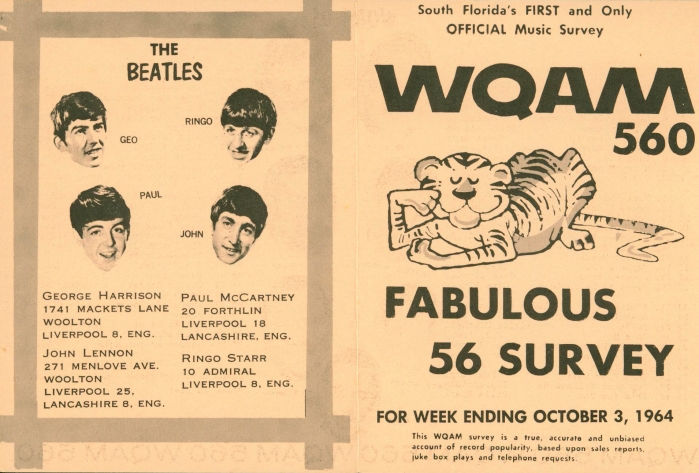 THE
BEATLES
GEO
RINGO
PAUL
JOHN
GEORGE HARRISON
1741 MACKETS LANE
WOOLTON
LIVERPOOL 8, ENG.
JOHN LENNON
271 MENLOVE AVE.
WOOLTON
LIVERPOOL 25,
LANCASHIRE 8, ENG.
PAUL MCCARTNEY
20 FORTHLIN
LIVERPOOL 18
LANCASHIRE, ENG.
RINGO STARR
10 ADMIRAL
LIVERPOOL 8, ENG.
South Florida's FIRST and Only
OFFICIAL Music Survey
WQAM
560
FABULOUS
56 SURVEY
FOR WEEK ENDING OCTOBER 3, 1964
This WQAM survey is a true, accurate and unbiased
account of record popularity, based upon sales reports,
juke box plays and telephone requests.